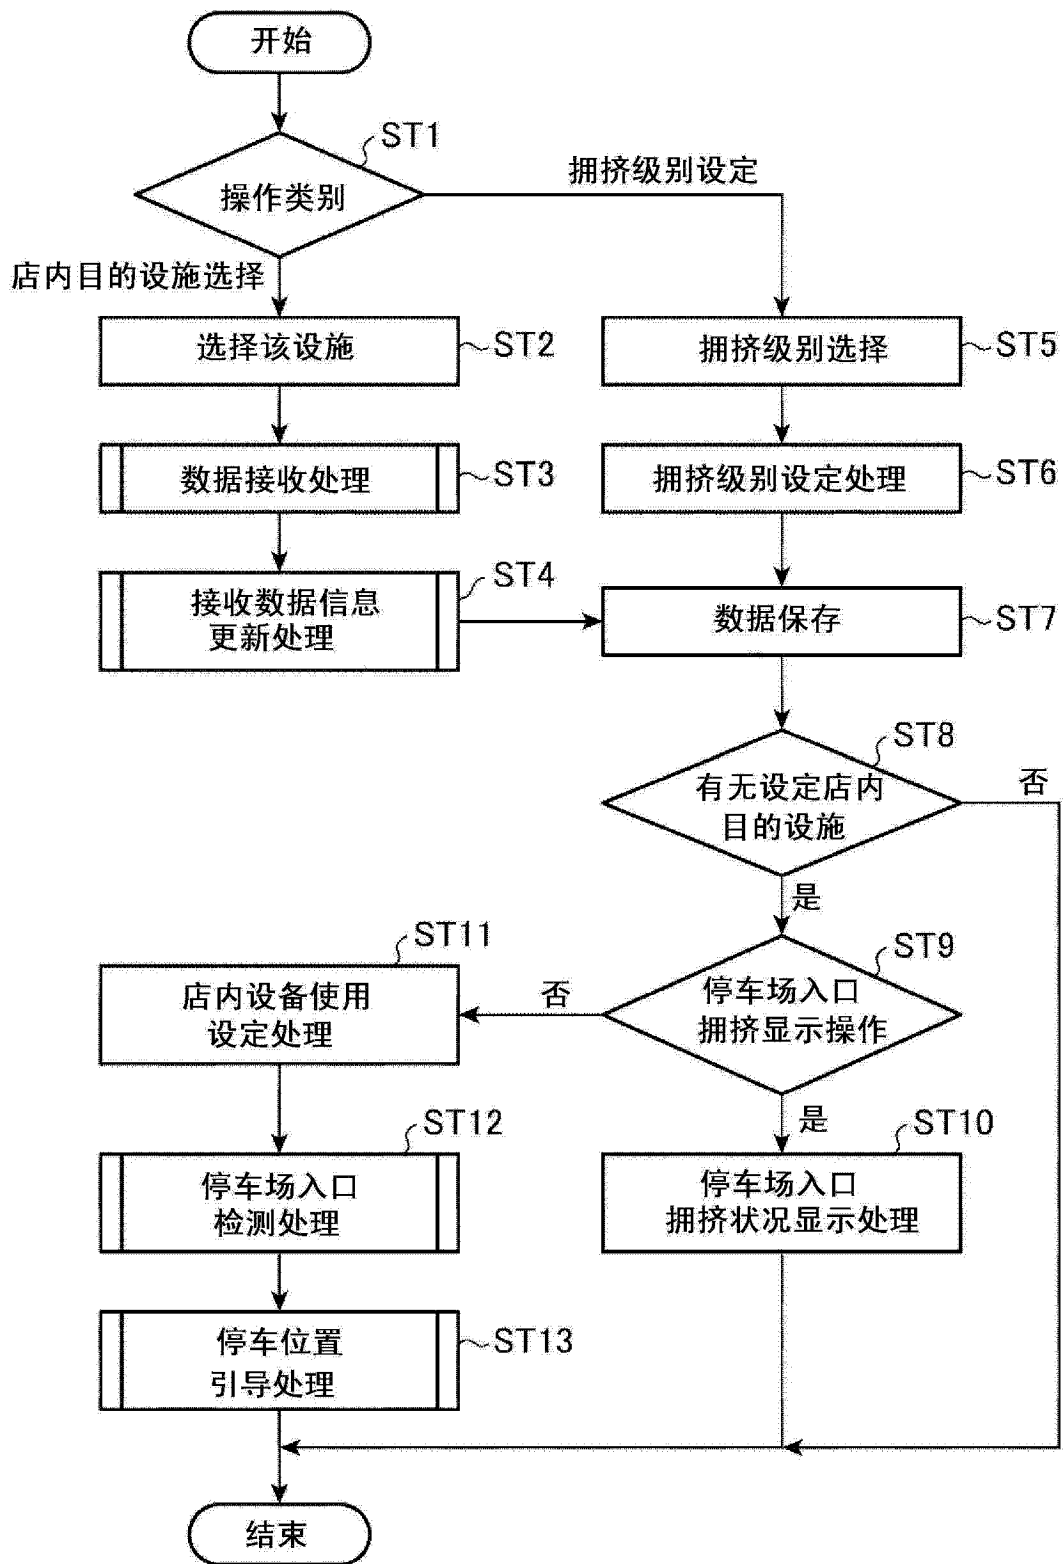 开始
ST1
操作类别
拥挤级别设定
店内目的设施选择
选择该设施
ST2
拥挤级别选择
ST5
数据接收处理
ST3
拥挤级别设定处理
ST6
接收数据信息
更新处理
ST4
数据保存
ST7
ST8
有无设定店内
目的设施
否
是
ST9
停车场入口
拥挤显示操作
否
ST11
店内设备使用
设定处理
是
ST10
停车场入口
拥挤状况显示处理
ST12
停车场入口
检测处理
停车位置
引导处理
ST13
结束